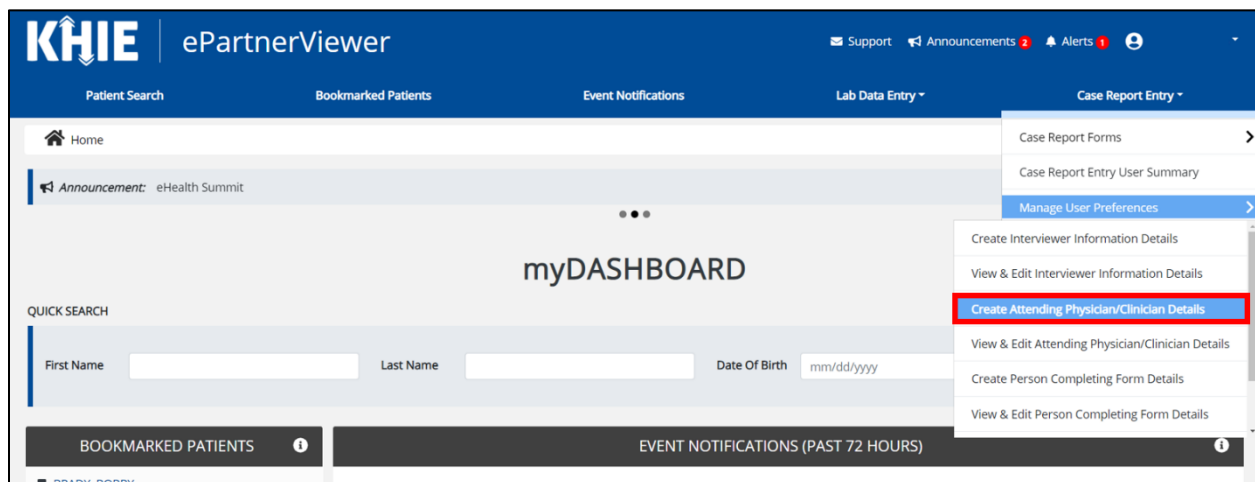 KHIE ePartnerViewer
Support Announcements 2 Alerts 1
Patient Search Bookmarked Patients Event Notifications Lab Data Entry Case Report Entry
Home
Case Report Forms
Announcement: eHealth Summit
Case Report Entry User Summary
Manage User Preferences
Create Interviewer Information Details
View & Edit Interviewer Information Details
Create Attending Physician/Clinician Details
View & Edit Attending Physician/Clinician Details
Create Person Completing Form Details
View & Edit Person Completing Form Details
myDASHBOARD
QUICK SEARCH
First Name Last Name Date Of Birth mm/dd/yyyy
BOOKMARKED PATIENTS EVENT NOTIFICATIONS (PAST 72 HOURS)